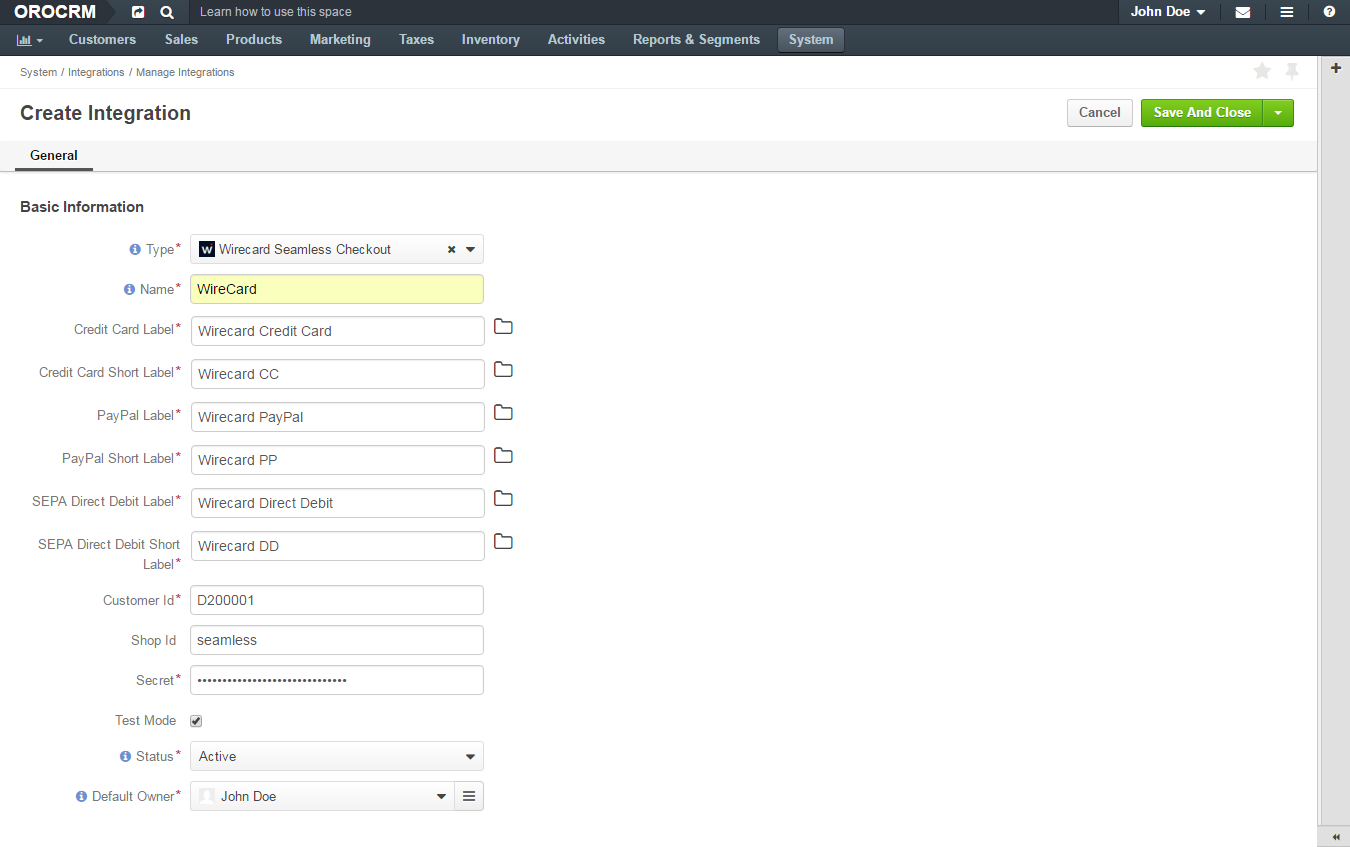 OROCRM Learn how to use this space John Doe
Customers Sales Products Marketing Taxes Inventory Activities Reports & Segments System
System / Integrations / Manage Integrations
Create Integration Cancel Save And Close
General
Basic Information
Type* W Wirecard Seamless Checkout
Name* WireCard
Credit Card Label* Wirecard Credit Card
Credit Card Short Label* Wirecard CC
PayPal Label* Wirecard PayPal
PayPal Short Label* Wirecard PP
SEPA Direct Debit Label* Wirecard Direct Debit
SEPA Direct Debit Short Wirecard DD
Label*
Customer Id* D200001
Shop Id seamless
Secret* ••••••••••••••••••••••••••••••
Test Mode
Status* Active
Default Owner* John Doe